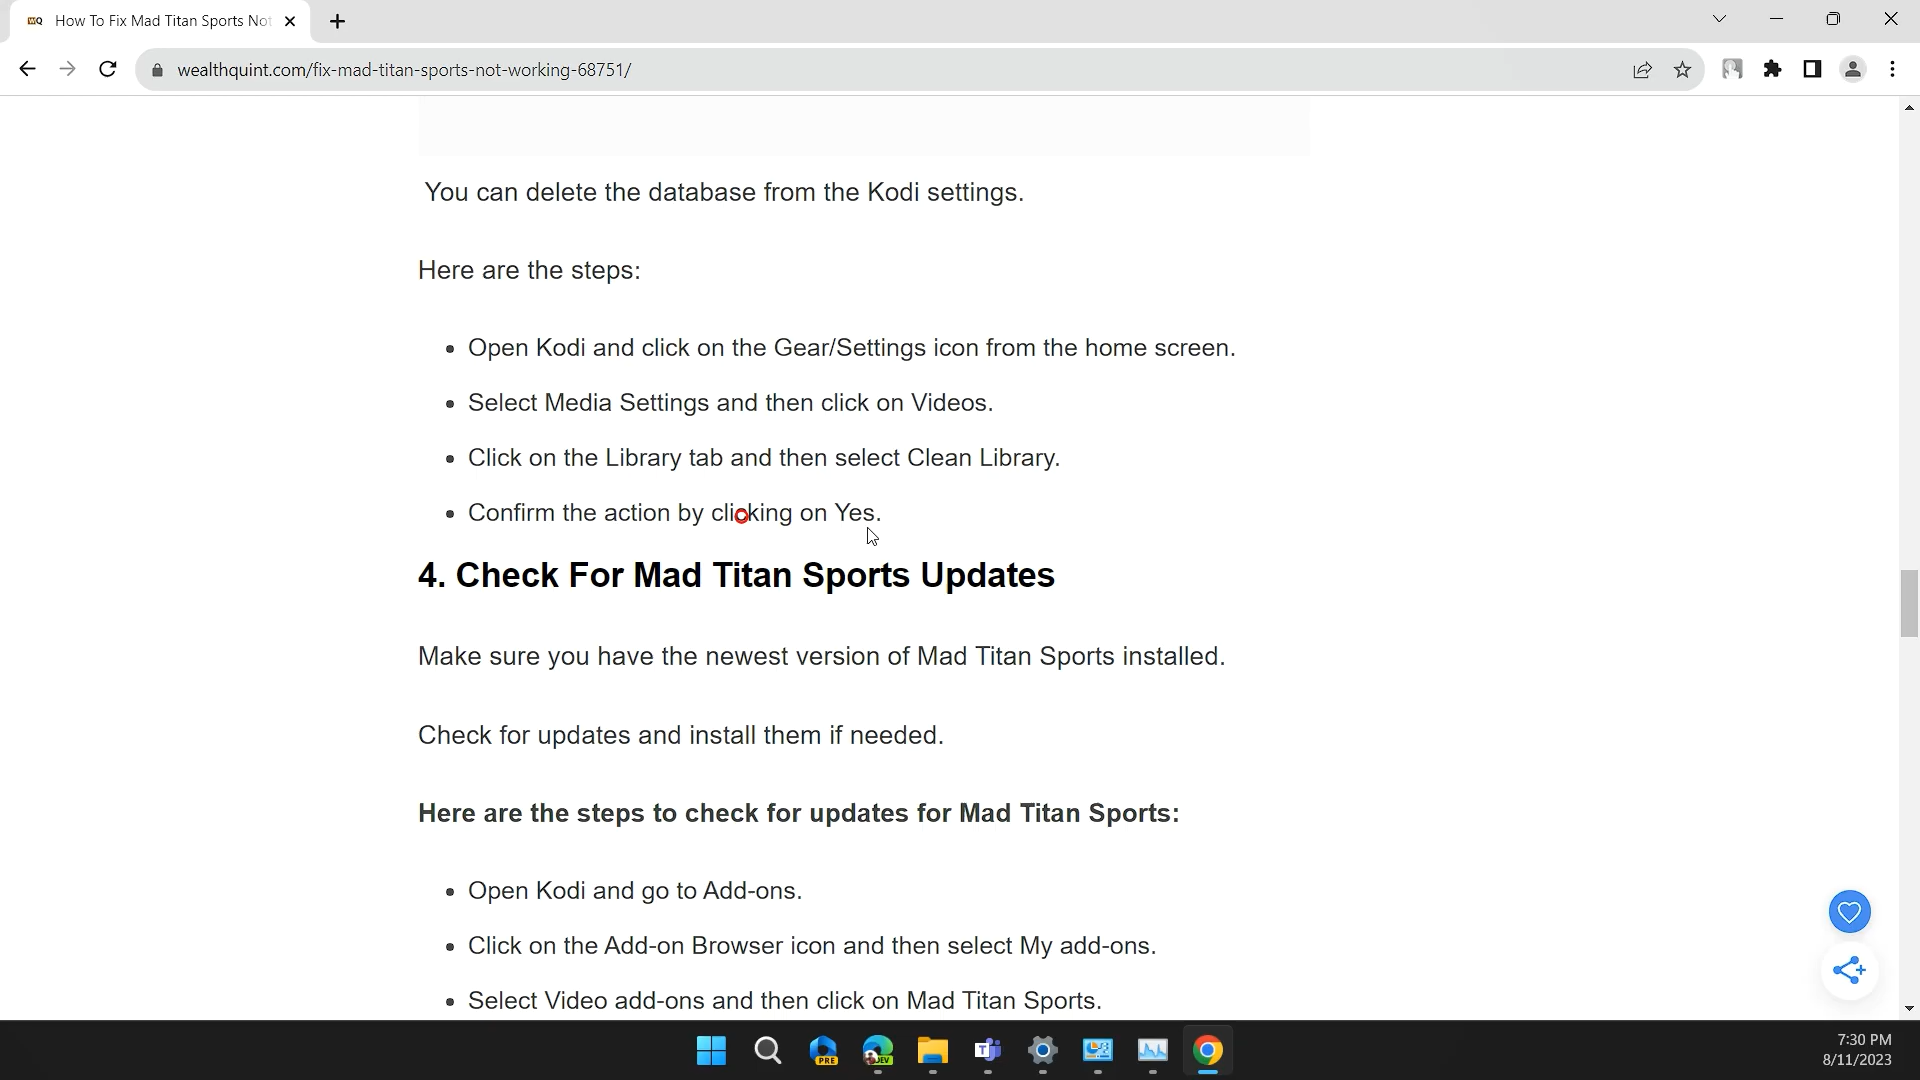 How To Fix Mad Titan Sports Not
wealthquint.com/fix-mad-titan-sports-not-working-68751/
You can delete the database from the Kodi settings.
Here are the steps:
Open Kodi and click on the Gear/Settings icon from the home screen.
Select Media Settings and then click on Videos.
Click on the Library tab and then select Clean Library.
Confirm the action by clicking on Yes.
4. Check For Mad Titan Sports Updates
Make sure you have the newest version of Mad Titan Sports installed.
Check for updates and install them if needed.
Here are the steps to check for updates for Mad Titan Sports:
Open Kodi and go to Add-ons.
Click on the Add-on Browser icon and then select My add-ons.
Select Video add-ons and then click on Mad Titan Sports.
PRE
DEV
7:30 PM
8/11/2023